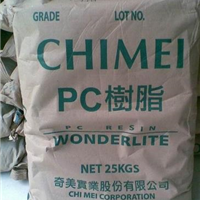 GRADE LOT NO.
CHIMEI
PC樹脂
PC RESIN
WONDERLITE
NET 25KGS
奇美實業股份有限公司
CHI MEI CORPORATION